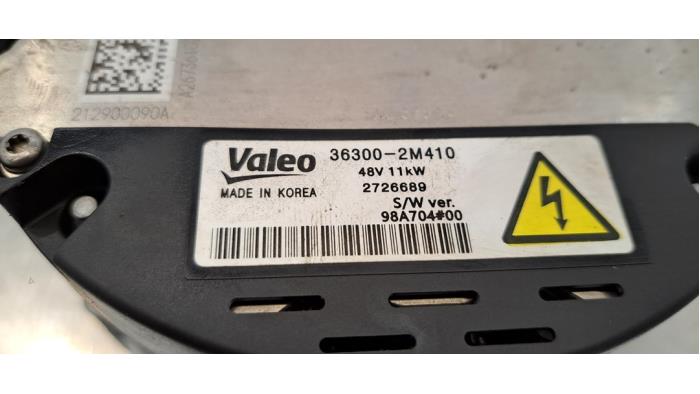 212900090A
Valeo
36300-2M410
48V 11kW
MADE IN KOREA
2726689
S/W ver.
98A704#00